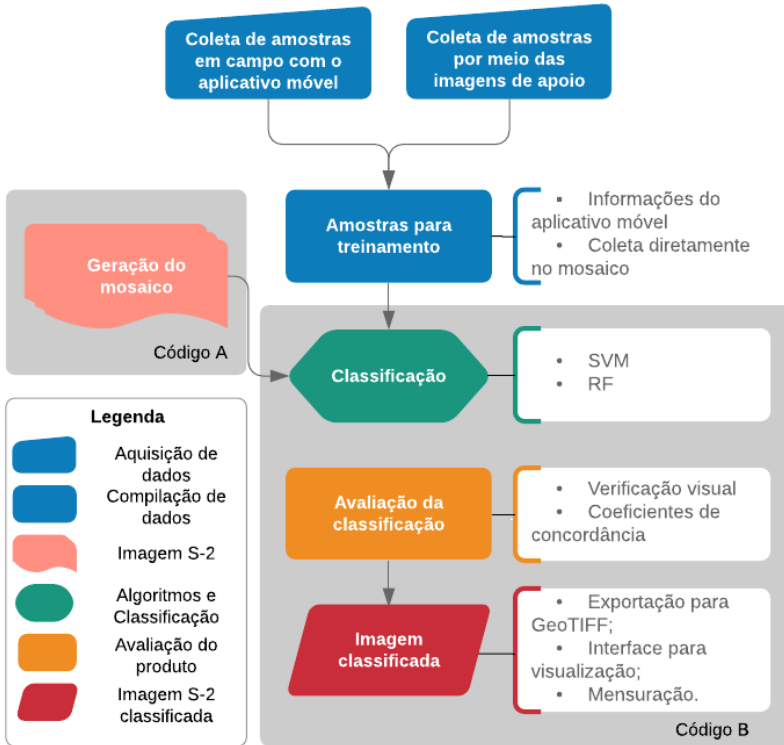 Coleta de amostras
em campo com o
aplicativo móvel
Coleta de amostras
por meio das
imagens de apoio
Amostras para
treinamento
▪ Informações do
aplicativo móvel
• Coleta diretamente
no mosaico
Geração do
mosaico
Código A
Classificação
• SVM
• RF
Avaliação da
classificação
• Verificação visual
• Coeficientes de
concordância
Imagem
classificada
• Exportação para
GeoTIFF;
• Interface para
visualização;
• Mensuração.
Código B
Legenda
Aquisição de
dados
Compilação de
dados
Imagem S-2
Algoritmos e
Classificação
Avaliação do
produto
Imagem S-2
classificada